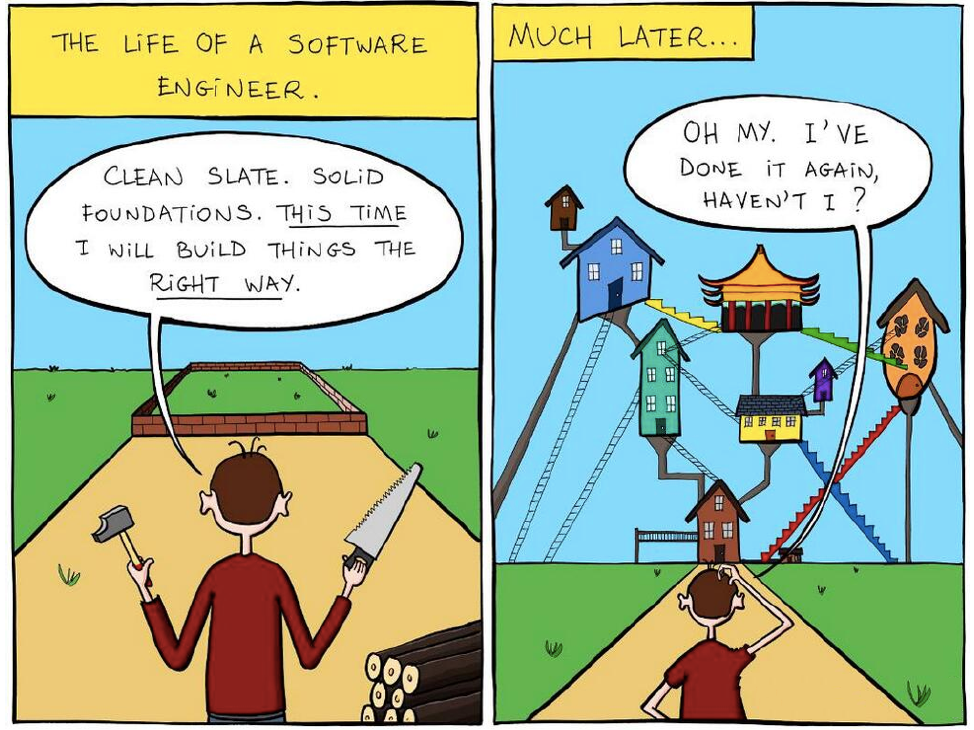 THE LIFE OF A SOFTWARE
ENGINEER.
CLEAN SLATE. SOLID
FOUNDATIONS. THIS TIME
I WILL BUILD THINGS THE
RIGHT WAY.
MUCH LATER...
OH MY. I'VE
DONE IT AGAIN,
HAVEN'T I ?